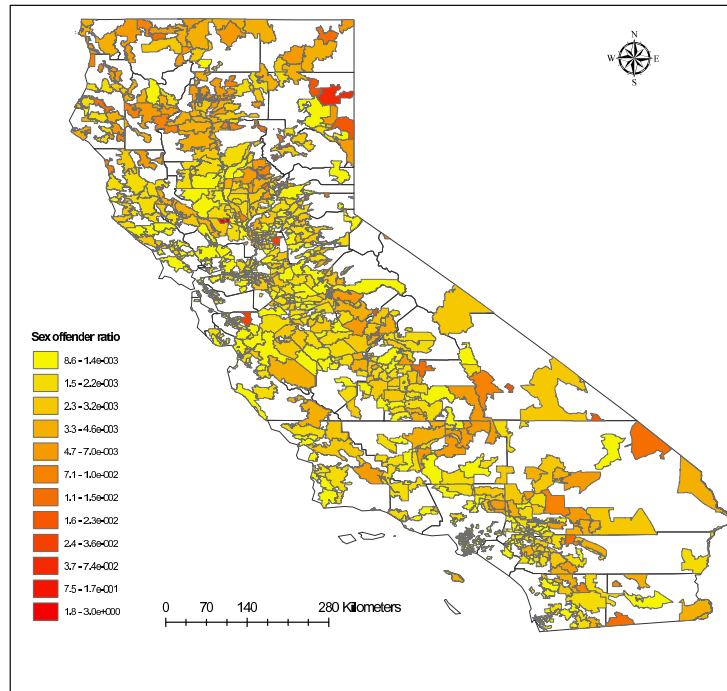 N
W E
S
Sex offender ratio
8.6 - 1.4e-003
1.5 - 2.2e-003
2.3 - 3.2e-003
3.3 - 4.6e-003
4.7 - 7.0e-003
7.1 - 1.0e-002
1.1 - 1.5e-002
1.6 - 2.3e-002
2.4 - 3.6e-002
3.7 - 7.4e-002
7.5 - 1.7e-001
1.8 - 3.0e+000
0 70 140 280 Kilometers